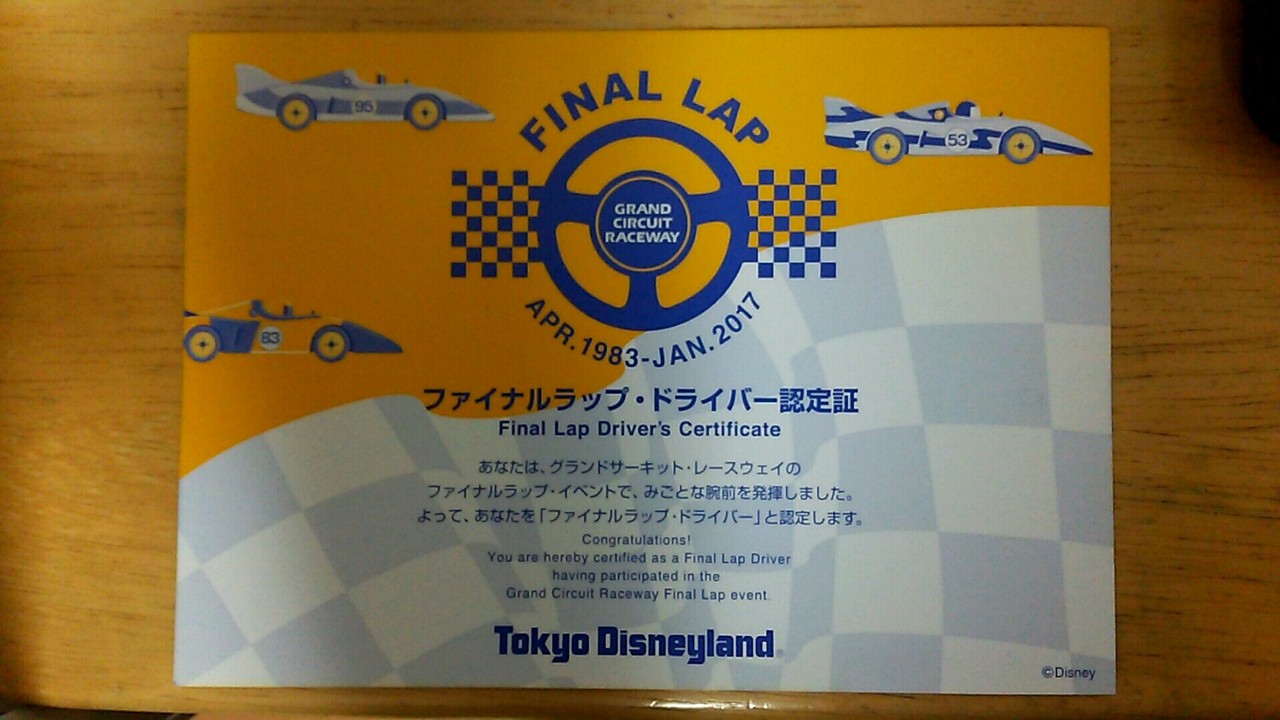 FINAL LAP
95
53
GRAND
CIRCUIT
RACEWAY
83
APR.1983-JAN.2017
ファイナルラップ・ドライバー認定証
Final Lap Driver's Certificate
あなたは、グランドサーキット・レースウェイの
ファイナルラップ・イベントで、みごとな腕前を発揮しました。
よって、あなたを「ファイナルラップ・ドライバー」と認定します。
Congratulations!
You are hereby certified as a Final Lap Driver
having participated in the
Grand Circuit Raceway Final Lap event.
Tokyo Disneyland®
©Disney